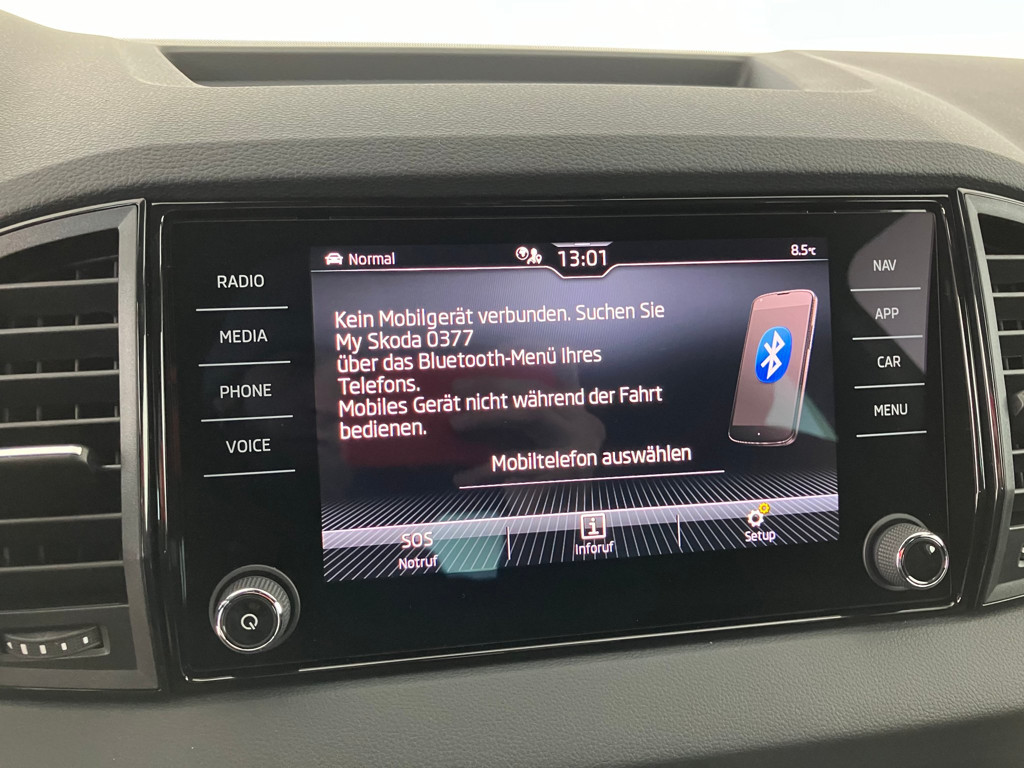 Normal
13:01
8.5°C
RADIO
MEDIA
PHONE
VOICE
Kein Mobilgerät verbunden. Suchen Sie
My Skoda 0377
über das Bluetooth-Menü Ihres
Telefons.
Mobiles Gerät nicht während der Fahrt
bedienen.
Mobiltelefon auswählen
SOS
Notruf
i
Inforuf
Setup
NAV
APP
CAR
MENU